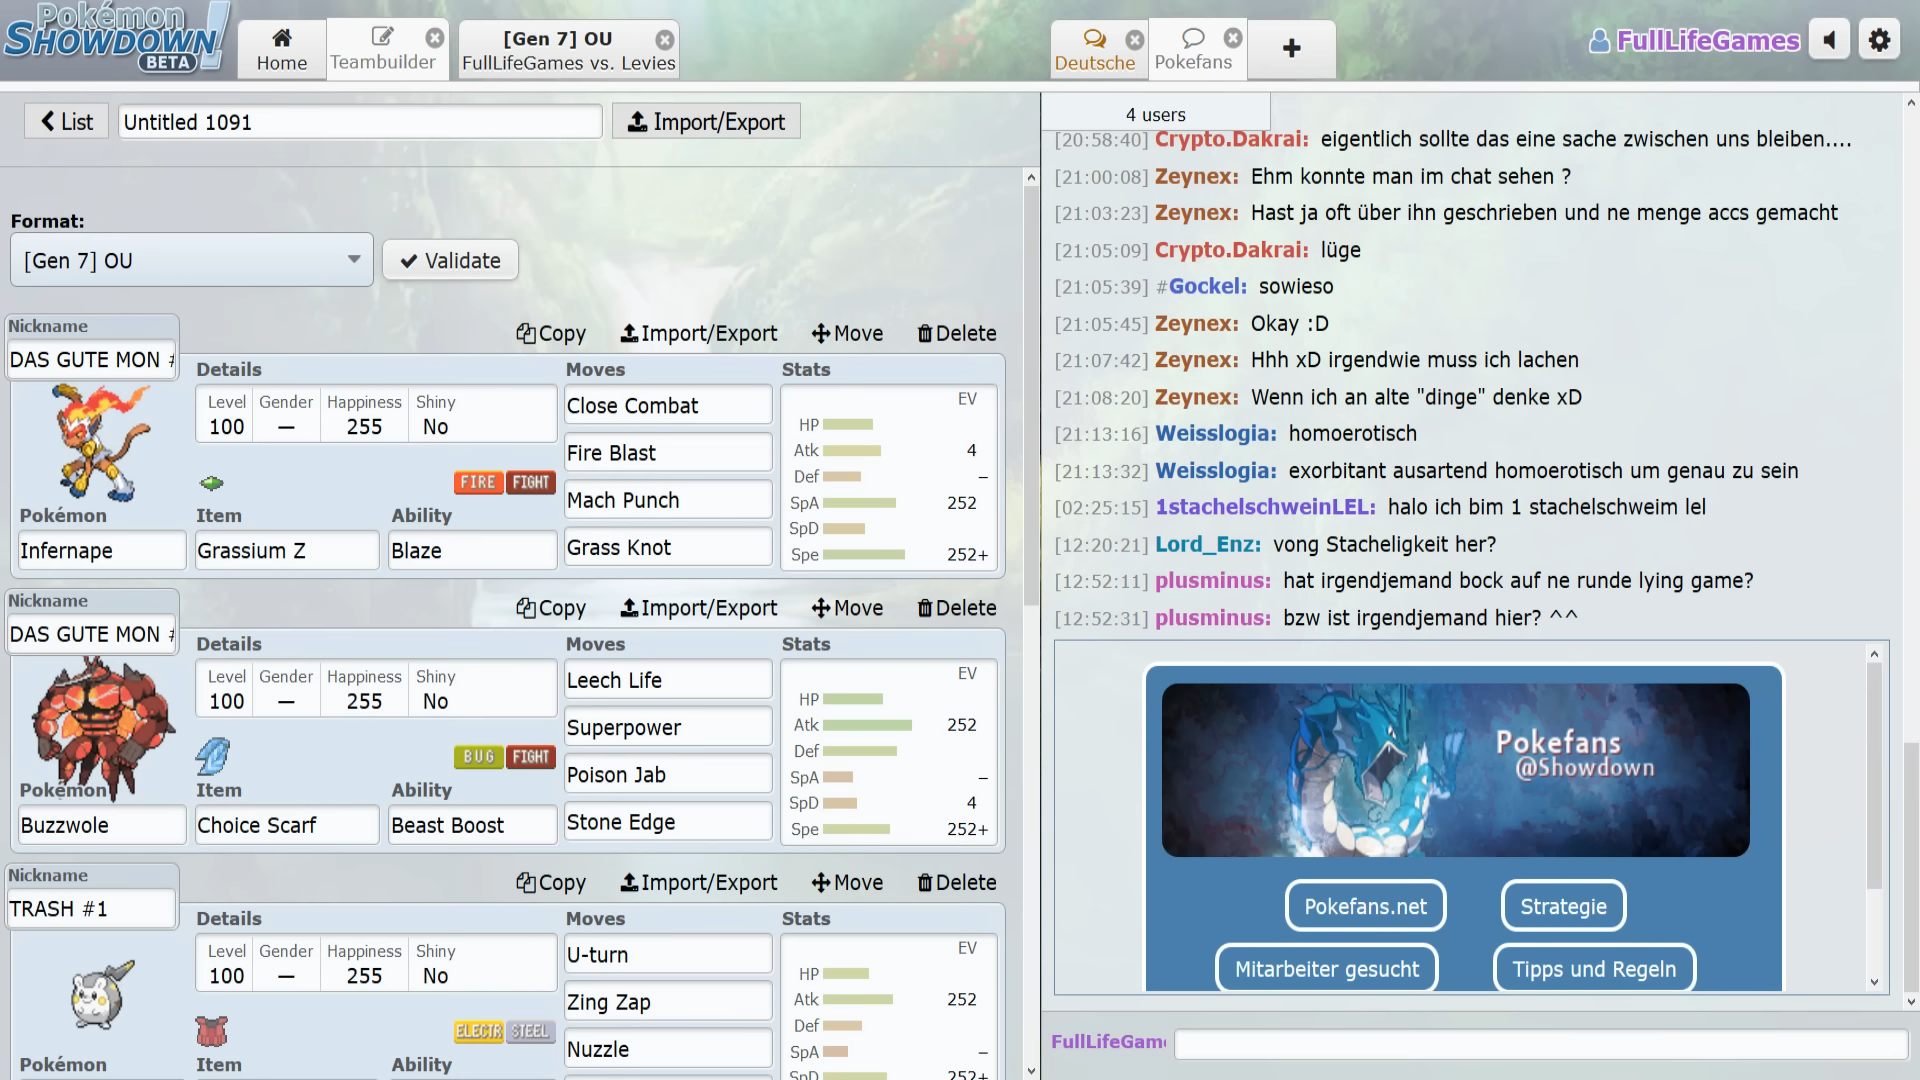 Pokémon
SHOWDOWN!
BETA
Home
Teambuilder
[Gen 7] OU
FullLifeGames vs. Levies
Deutsche
Pokefans
FullLifeGames
List
Untitled 1091
Import/Export
Format:
[Gen 7] OU
Validate
Copy Import/Export Move Delete
Nickname
DAS GUTE MON #
Details
Moves
Stats
Level Gender Happiness Shiny
100 — 255 No
FIRE FIGHT
Pokémon
Item
Ability
Infernape
Grassium Z
Blaze
Close Combat
Fire Blast
Mach Punch
Grass Knot
EV
HP
Atk 4
Def –
SpA 252
SpD
Spe 252+
Copy Import/Export Move Delete
Nickname
DAS GUTE MON #
Details
Moves
Stats
Level Gender Happiness Shiny
100 — 255 No
BUG FIGHT
Pokémon
Item
Ability
Buzzwole
Choice Scarf
Beast Boost
Leech Life
Superpower
Poison Jab
Stone Edge
EV
HP
Atk 252
Def
SpA –
SpD 4
Spe 252+
Copy Import/Export Move Delete
Nickname
TRASH #1
Details
Moves
Stats
Level Gender Happiness Shiny
100 — 255 No
ELECTR STEEL
Pokémon
Item
Ability
U-turn
Zing Zap
Nuzzle
EV
HP
Atk 252
Def
SpA –
SpD 252+
4 users
[20:58:40] Crypto.Dakrai: eigentlich sollte das eine sache zwischen uns bleiben....
[21:00:08] Zeynex: Ehm konnte man im chat sehen ?
[21:03:23] Zeynex: Hast ja oft über ihn geschrieben und ne menge accs gemacht
[21:05:09] Crypto.Dakrai: lüge
[21:05:39] #Gockel: sowieso
[21:05:45] Zeynex: Okay :D
[21:07:42] Zeynex: Hhh xD irgendwie muss ich lachen
[21:08:20] Zeynex: Wenn ich an alte "dinge" denke xD
[21:13:16] Weisslogia: homoerotisch
[21:13:32] Weisslogia: exorbitant ausartend homoerotisch um genau zu sein
[02:25:15] 1stachelschweinLEL: halo ich bim 1 stachelschweim lel
[12:20:21] Lord_Enz: vong Stacheligkeit her?
[12:52:11] plusminus: hat irgendjemand bock auf ne runde lying game?
[12:52:31] plusminus: bzw ist irgendjemand hier? ^^
Pokefans
@Showdown
Pokefans.net
Strategie
Mitarbeiter gesucht
Tipps und Regeln
FullLifeGame